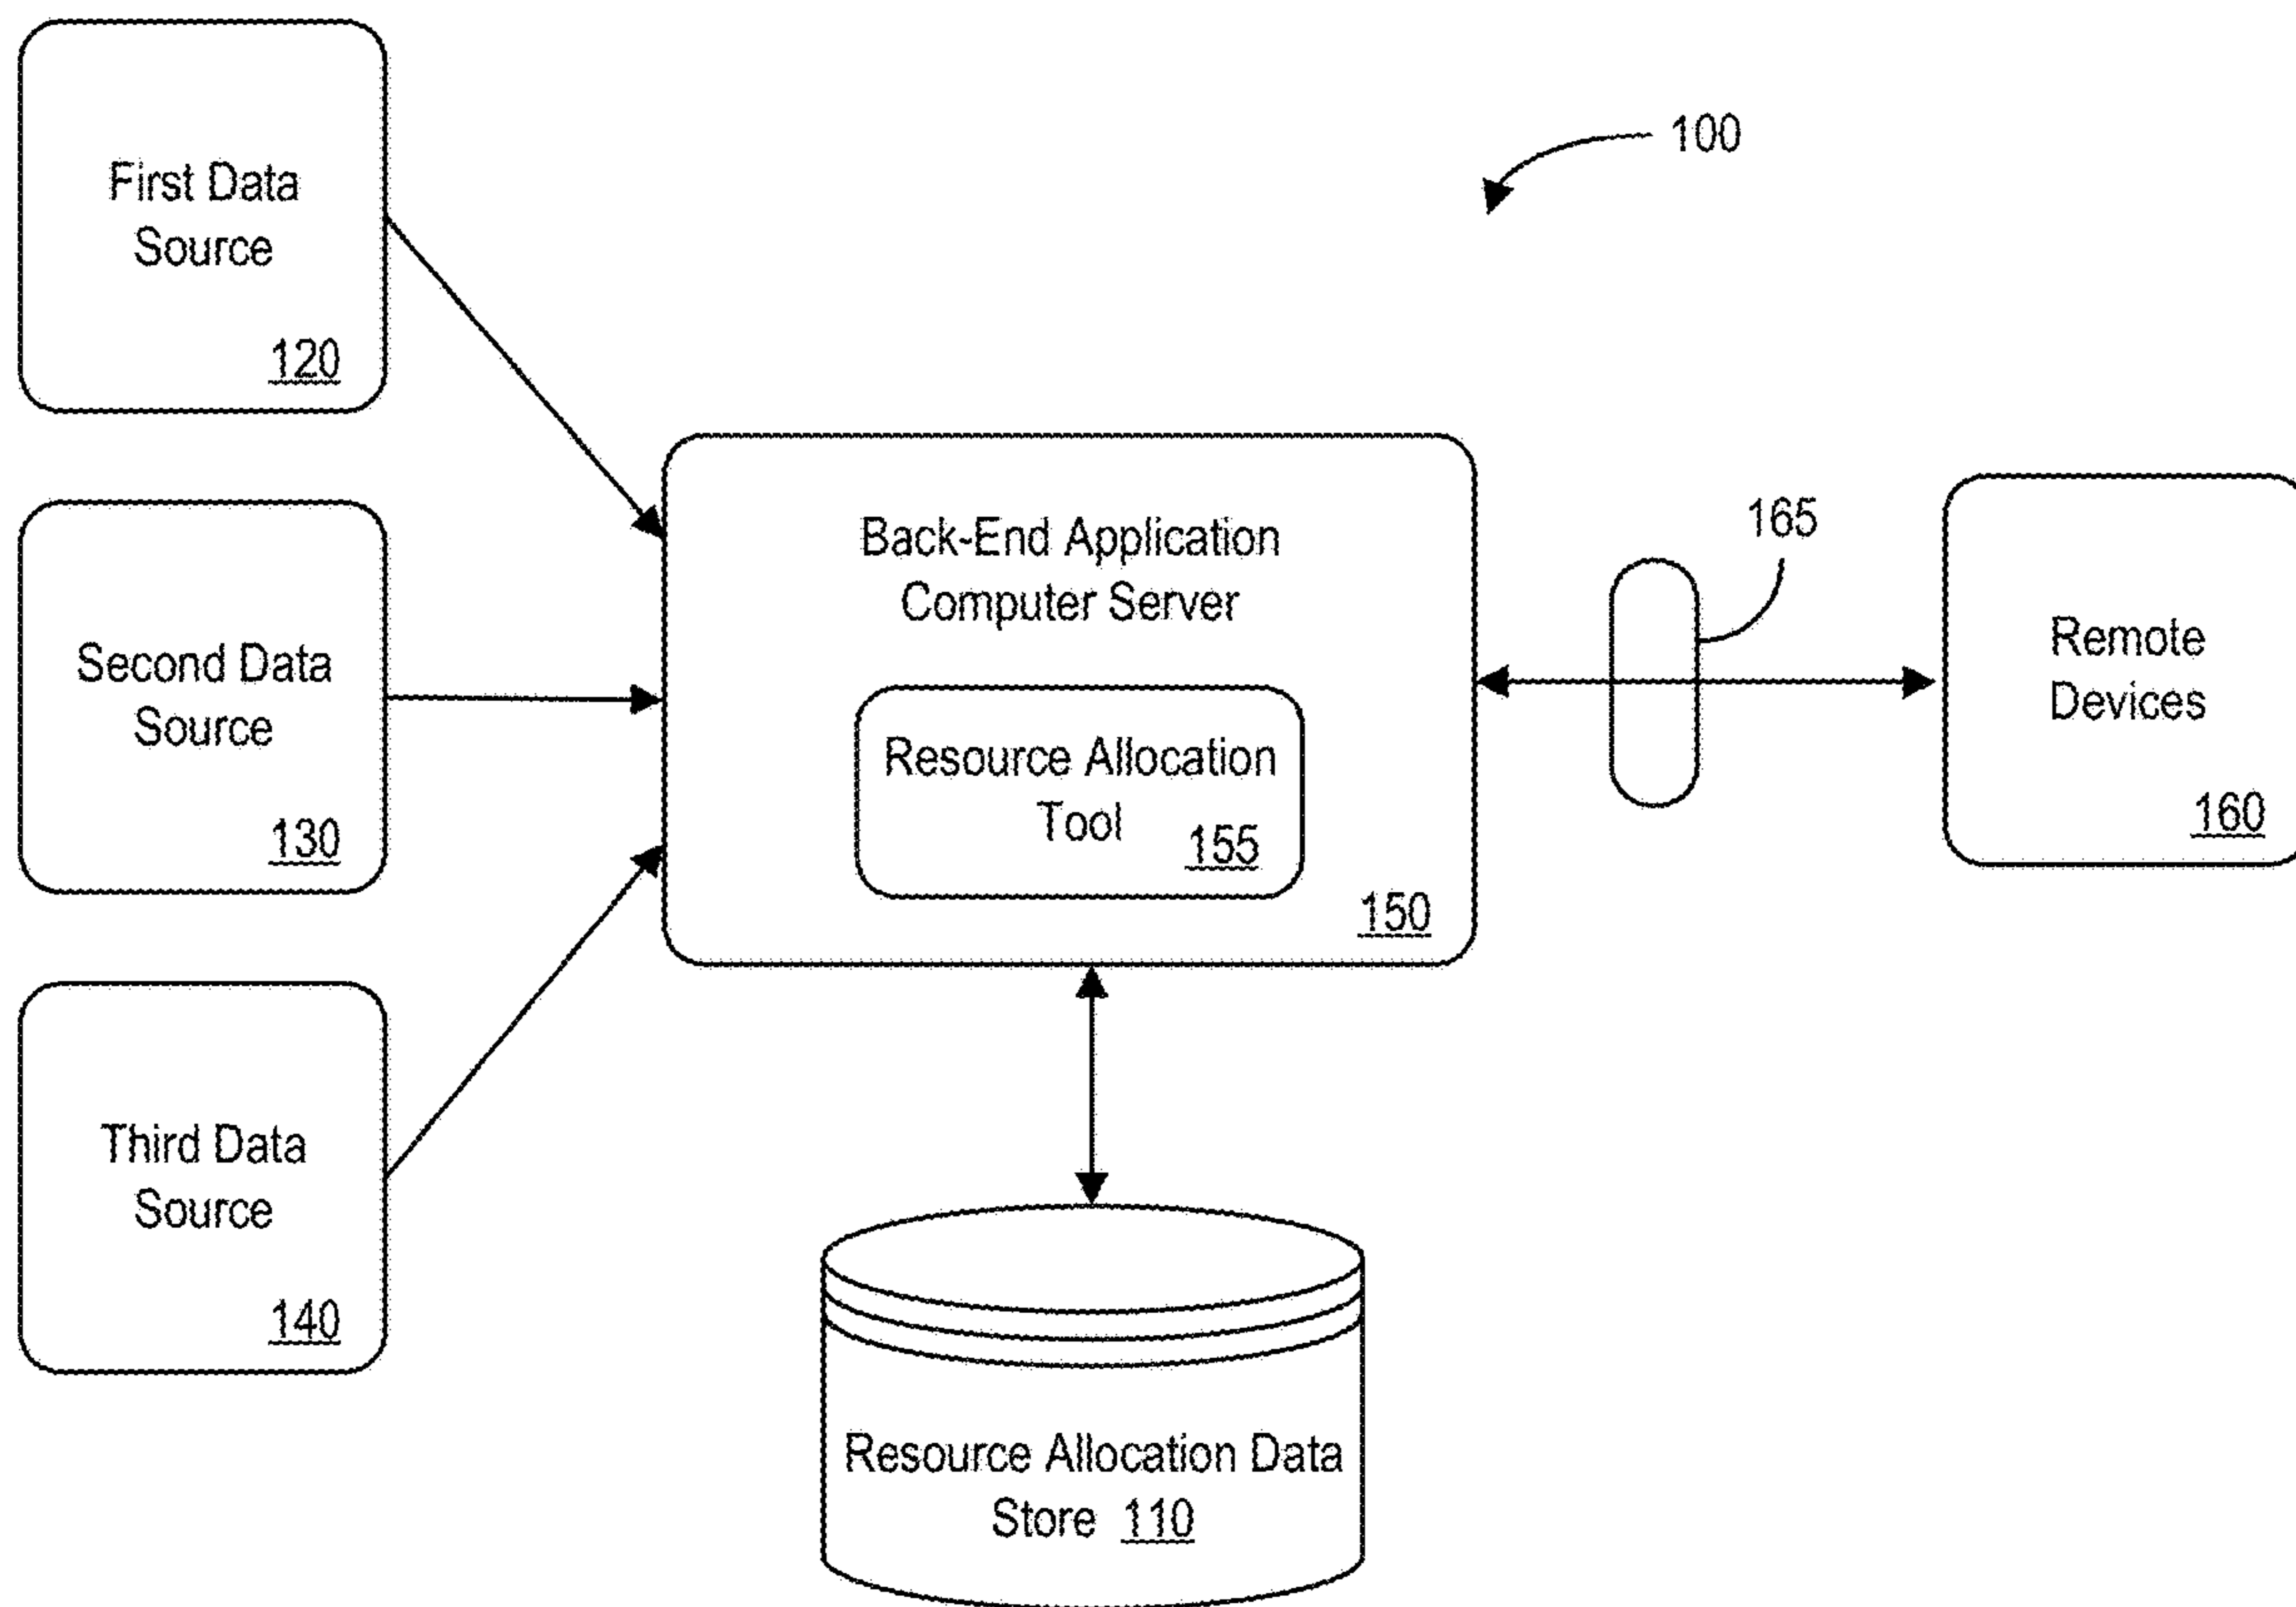 First Data
Source
120
100
Second Data
Source
130
Back-End Application
Computer Server
Resource Allocation
Tool 155
150
165
Remote
Devices
160
Third Data
Source
140
Resource Allocation Data
Store 110